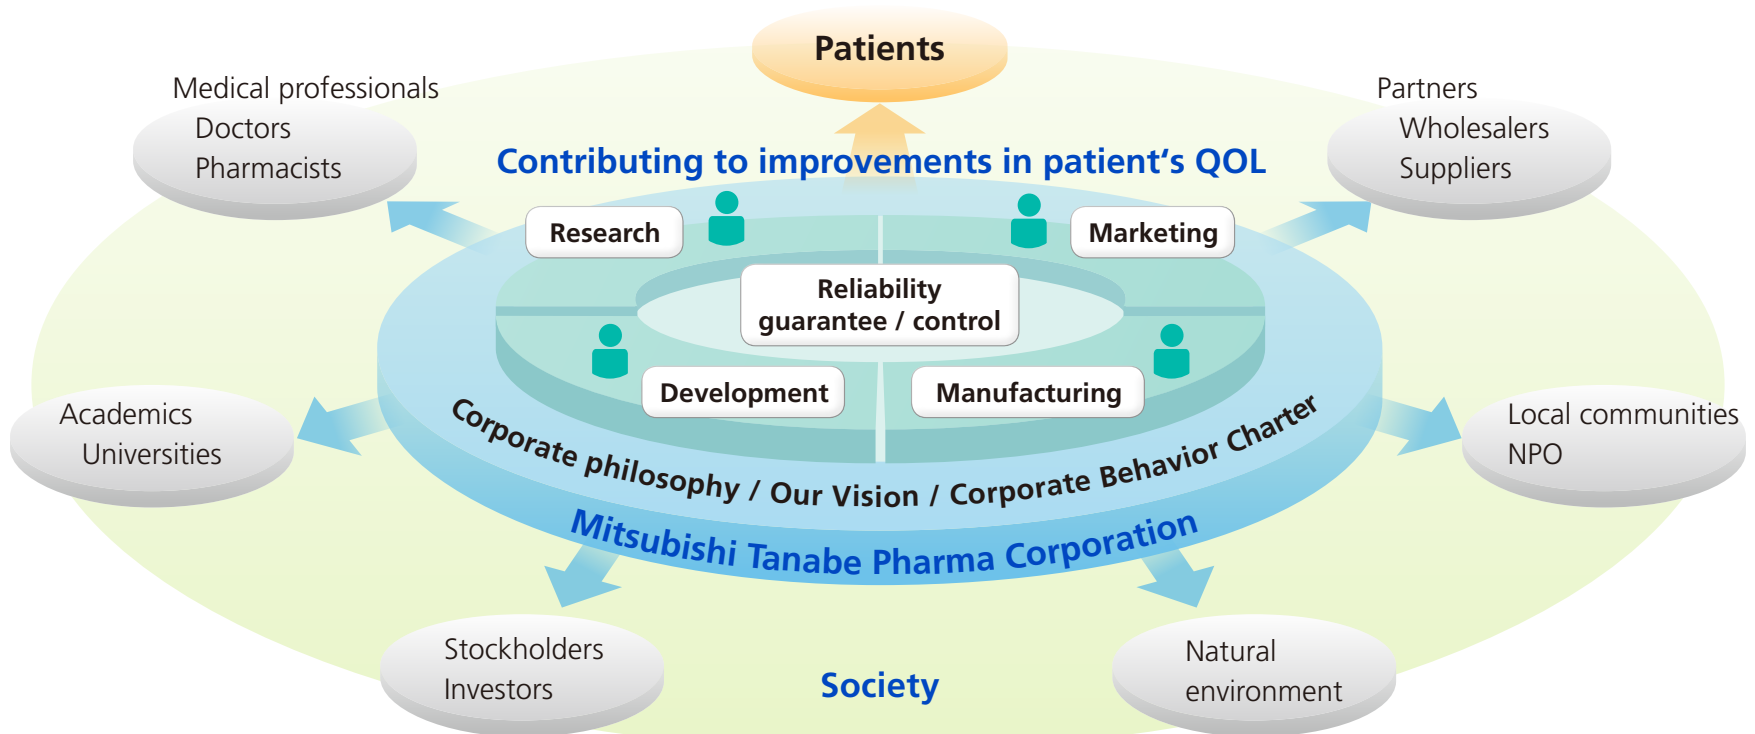 Patients
Medical professionals
Doctors
Pharmacists
Partners
Wholesalers
Suppliers
Contributing to improvements in patient‘s QOL
Research
Marketing
Reliability
guarantee / control
Development
Manufacturing
Academics
Universities
Local communities
NPO
Corporate philosophy / Our Vision / Corporate Behavior Charter
Mitsubishi Tanabe Pharma Corporation
Stockholders
Investors
Society
Natural
environment